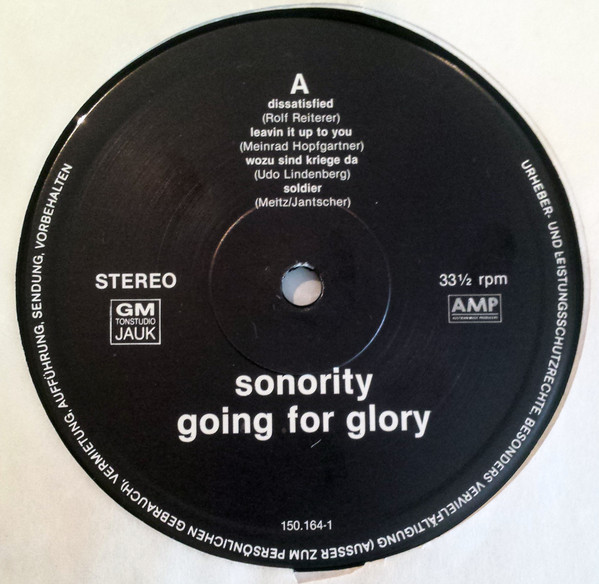 A
dissatisfied
(Rolf Reiterer)
leavin it up to you
(Meinrad Hopfgartner)
wozu sind kriege da
(Udo Lindenberg)
soldier
(Meitz/Jantscher)
STEREO
GM
TONSTUDIO
JAUK
33 ½ rpm
AMP
sonority
going for glory
150.164-1
URHEBER- UND LEISTUNGSSCHUTZRECHTE, BESONDERS VERVIELFÄLTIGUNG (AUSSER ZUM PERSÖNLICHEN GEBRAUCH), VERMIETUNG, AUFFÜHRUNG, SENDUNG, VORBEHALTEN